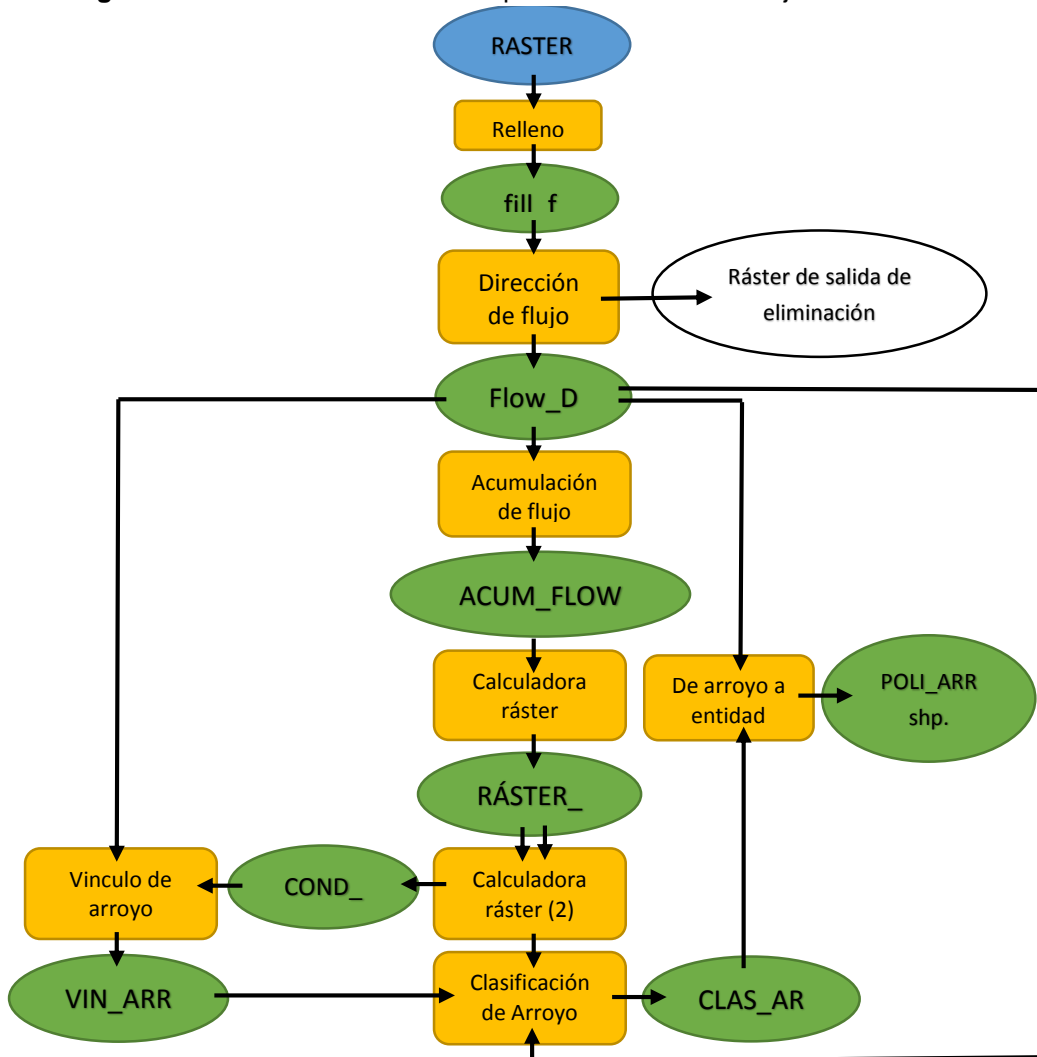 RASTER
Relleno
fill f
Dirección
de flujo
Ráster de salida de
eliminación
Flow_D
Acumulación
de flujo
ACUM_FLOW
Calculadora
ráster
De arroyo a
entidad
POLI_ARR
shp.
RÁSTER_
Vinculo de
arroyo
COND_
Calculadora
ráster (2)
VIN_ARR
Clasificación
de Arroyo
CLAS_AR